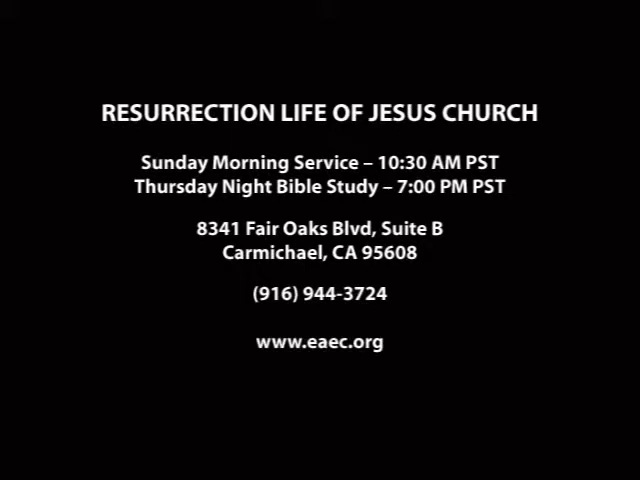 RESURRECTION LIFE OF JESUS CHURCH
Sunday Morning Service – 10:30 AM PST
Thursday Night Bible Study – 7:00 PM PST
8341 Fair Oaks Blvd, Suite B
Carmichael, CA 95608
(916) 944-3724
www.eaec.org